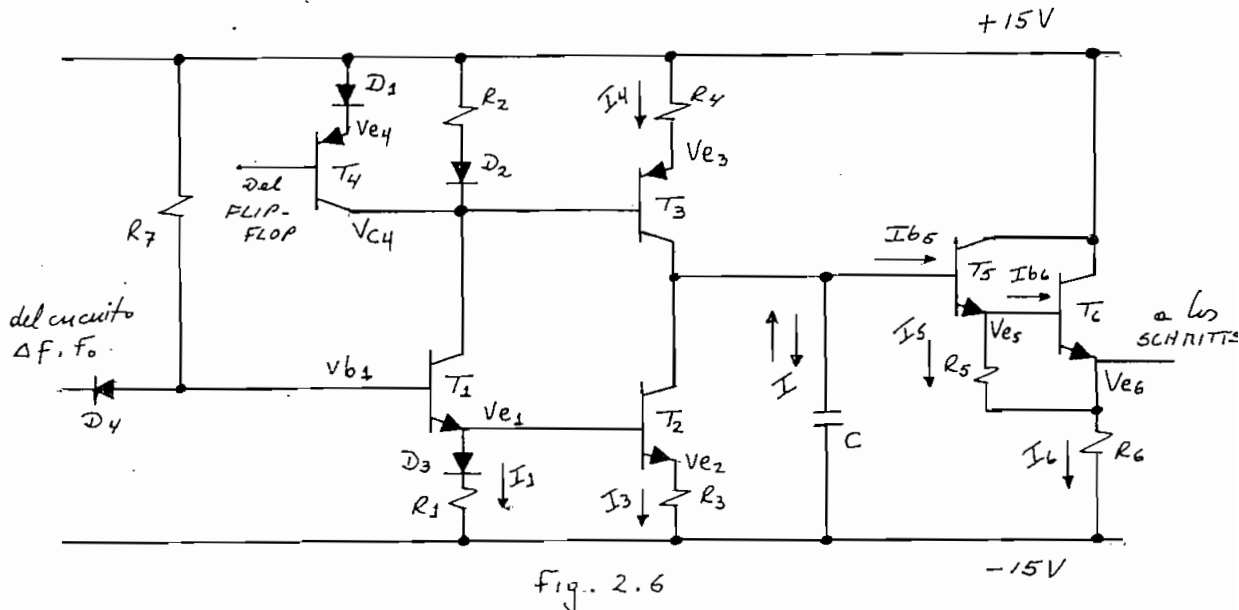 +15V
D1
R2
I4
R4
Ve4
Ve3
D2
T4
T3
Del
FLIP-
FLOP
R7
Vc4
Ib5
T5
Ib6
T6
del circuito
ΔF, Fo
a los
SCHMITTS
I5
Ve5
vb1
T1
R5
Ve6
D4
Ve1
T2
I
C
D3
I1
Ve2
I6
R6
R1
I3
R3
-15V
Fig. 2.6